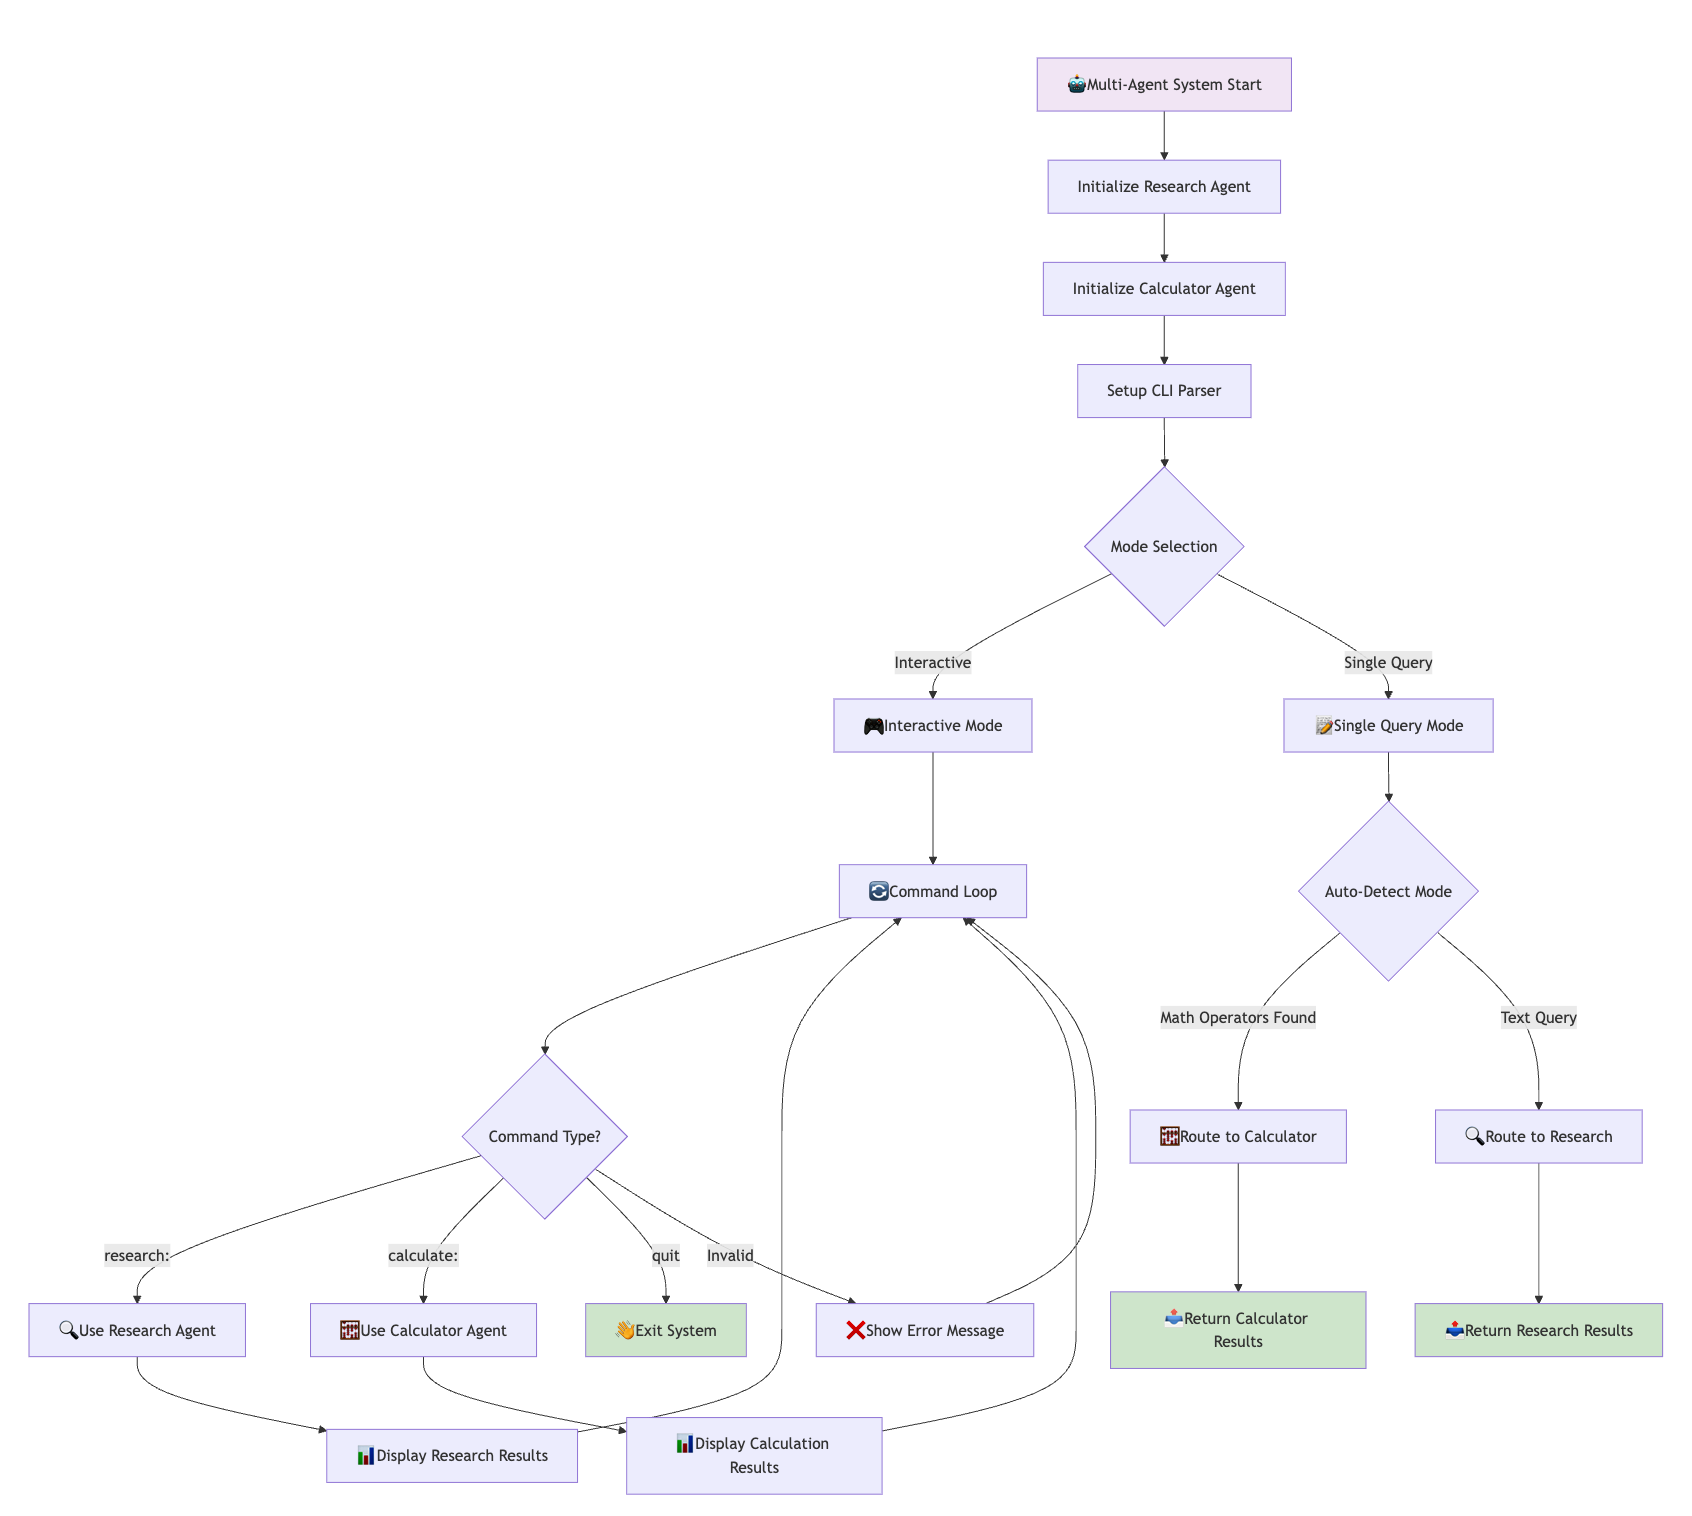 🤖Multi-Agent System Start
Initialize Research Agent
Initialize Calculator Agent
Setup CLI Parser
Mode Selection
Interactive
Single Query
🎮Interactive Mode
📝Single Query Mode
🔄Command Loop
Auto-Detect Mode
Math Operators Found
Text Query
Command Type?
🧮Route to Calculator
🔍Route to Research
research:
calculate:
quit
Invalid
🔍Use Research Agent
🧮Use Calculator Agent
👋Exit System
❌Show Error Message
📤Return Calculator
Results
📤Return Research Results
📊Display Research Results
📊Display Calculation
Results